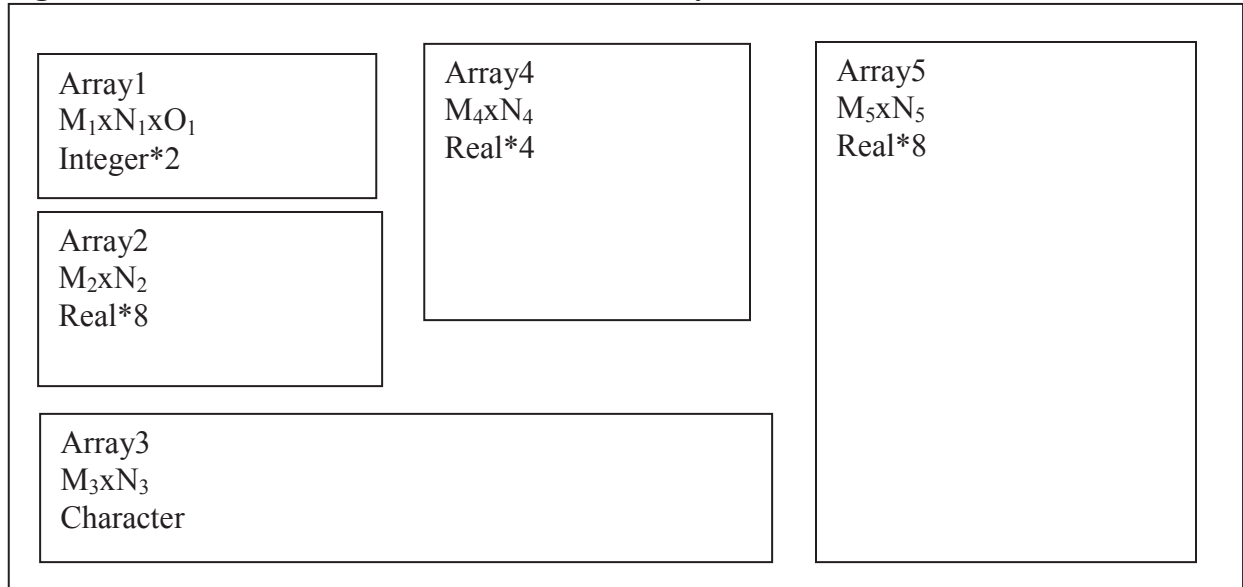 Array1
M₁xN₁xO₁
Integer*2
Array2
M₂xN₂
Real*8
Array3
M₃xN₃
Character
Array4
M₄xN₄
Real*4
Array5
M₅xN₅
Real*8